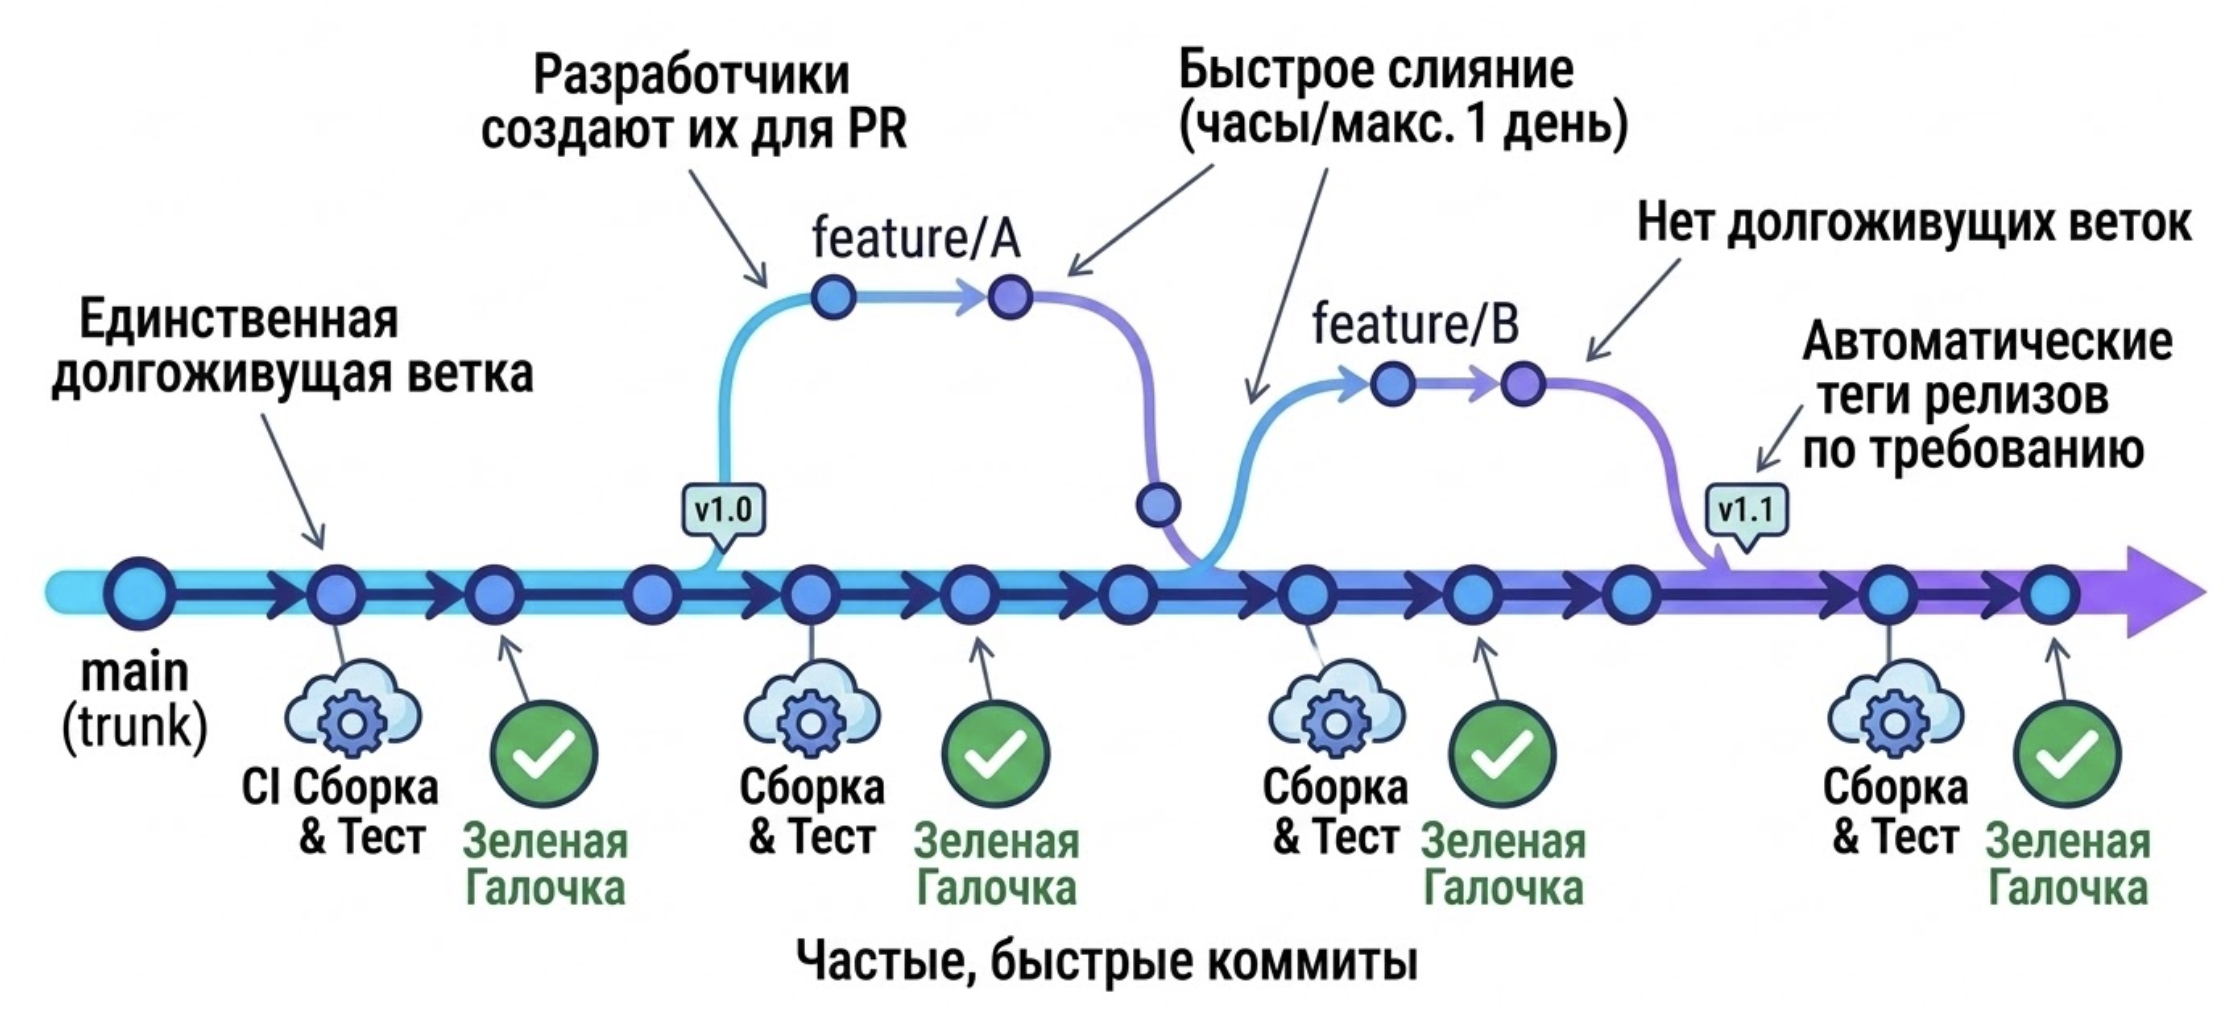 Разработчики
создают их для PR
Быстрое слияние
(часы/макс. 1 день)
feature/A
Нет долгоживущих веток
Единственная
долгоживущая ветка
feature/B
Автоматические
теги релизов
по требованию
v1.0
v1.1
main
(trunk)
CI Сборка
& Тест
Зеленая
Галочка
Сборка
& Тест
Зеленая
Галочка
Сборка
& Тест
Зеленая
Галочка
Сборка
& Тест
Зеленая
Галочка
Частые, быстрые коммиты